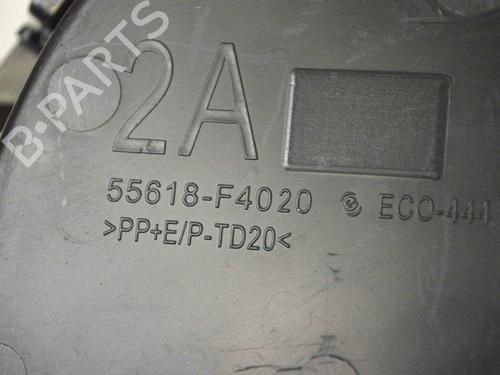 B-PARTS
2A
55618-F4020 ECO-444
>PP+E/P-TD20<